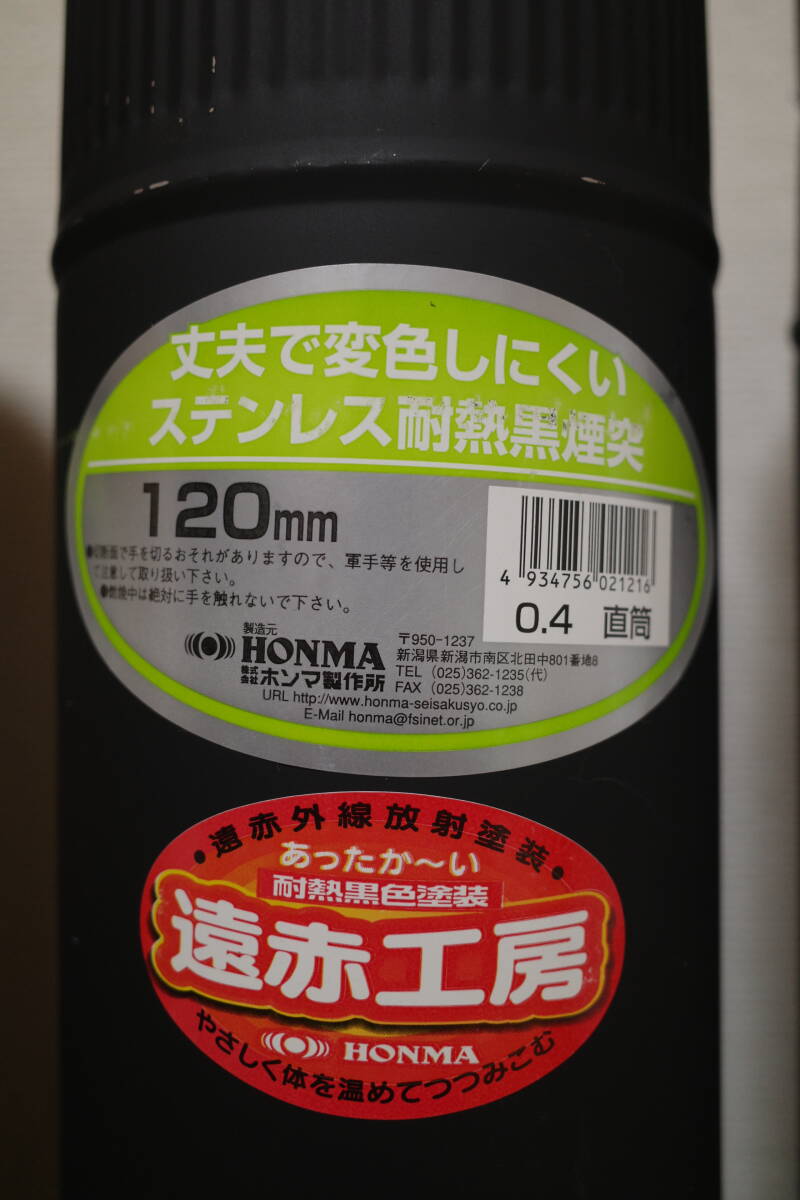 丈夫で変色しにくい
ステンレス耐熱黒煙突
120mm
●切断面で手を切るおそれがありますので、軍手等を使用し
て注意して取り扱い下さい。
●燃焼中は絶対に手を触れないで下さい。
4 934756 021216
0.4 直筒
製造元
HONMA
株式会社 ホンマ製作所
〒950-1237
新潟県新潟市南区北田中801番地8
TEL (025)362-1235(代)
FAX (025)362-1238
URL http://www.honma-seisakusyo.co.jp
E-Mail honma@fsinet.or.jp
●遠赤外線放射塗装●
あったか〜い
耐熱黒色塗装
遠赤工房
HONMA
やさしく体を温めてつつみこむ